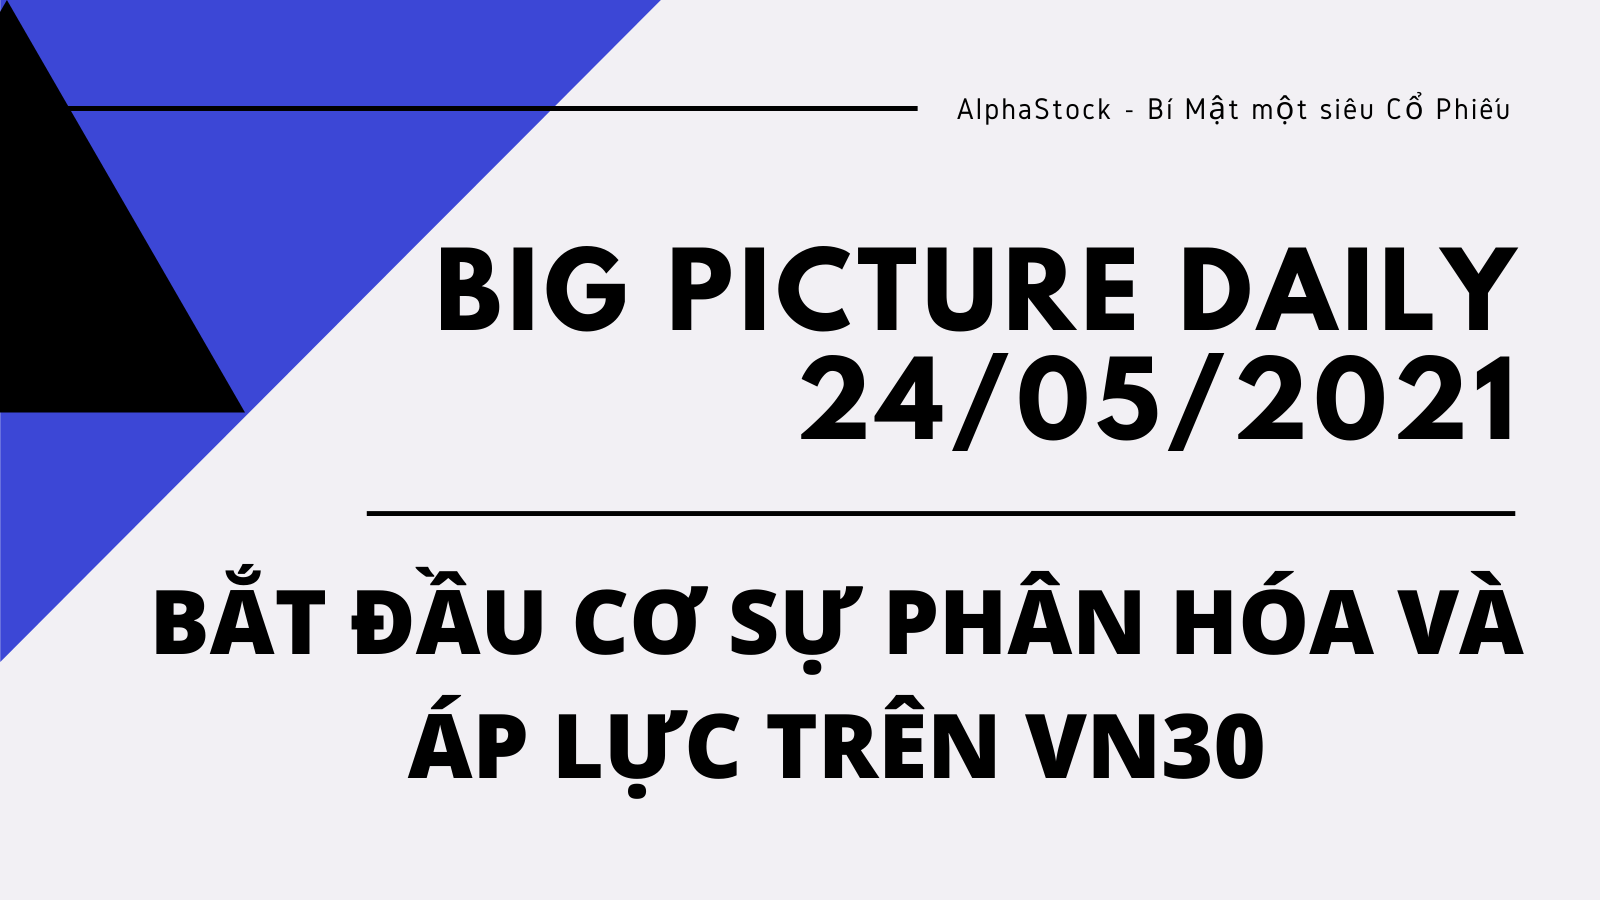 AlphaStock - Bí Mật một siêu Cổ Phiếu
BIG PICTURE DAILY
24/05/2021
BẮT ĐẦU CƠ SỰ PHÂN HÓA VÀ
ÁP LỰC TRÊN VN30